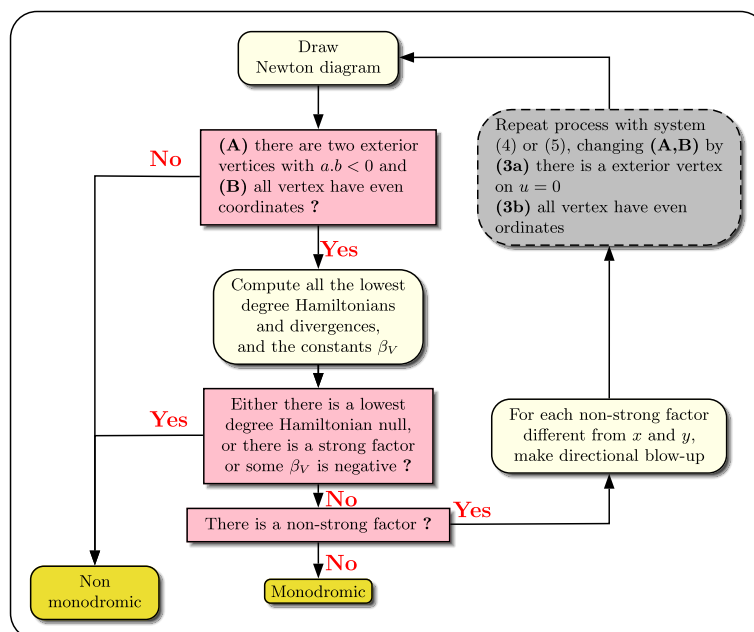 Draw
Newton diagram
(A) there are two exterior
vertices with a.b < 0 and
(B) all vertex have even
coordinates ?
No
Yes
Repeat process with system
(4) or (5), changing (A,B) by
(3a) there is a exterior vertex
on u = 0
(3b) all vertex have even
ordinates
Compute all the lowest
degree Hamiltonians
and divergences,
and the constants β_V
Either there is a lowest
degree Hamiltonian null,
or there is a strong factor
or some β_V is negative ?
Yes
No
For each non-strong factor
different from x and y,
make directional blow-up
There is a non-strong factor ?
Yes
No
Non
monodromic
Monodromic